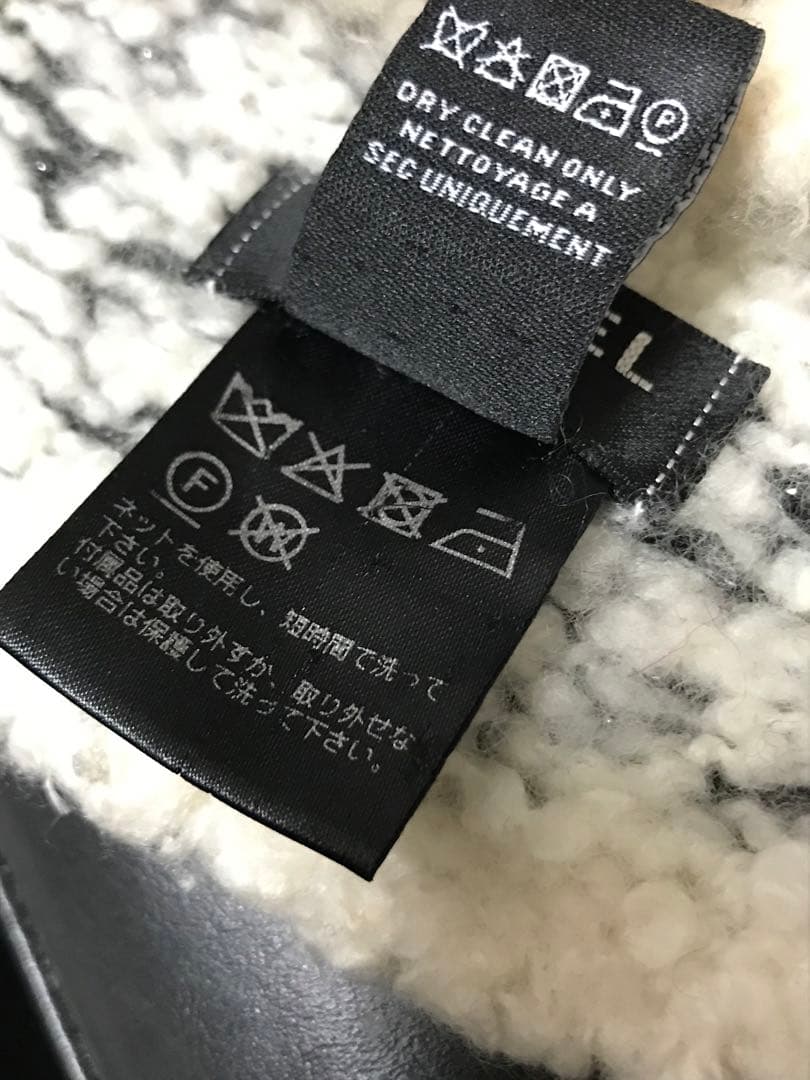 P
DRY CLEAN ONLY
NETTOYAGE A
SEC UNIQUEMENT
EL
F
W
ネットを使用し、短時間で洗って
下さい。
付属品は取り外すか、取り外せな
い場合は保護して洗って下さい。